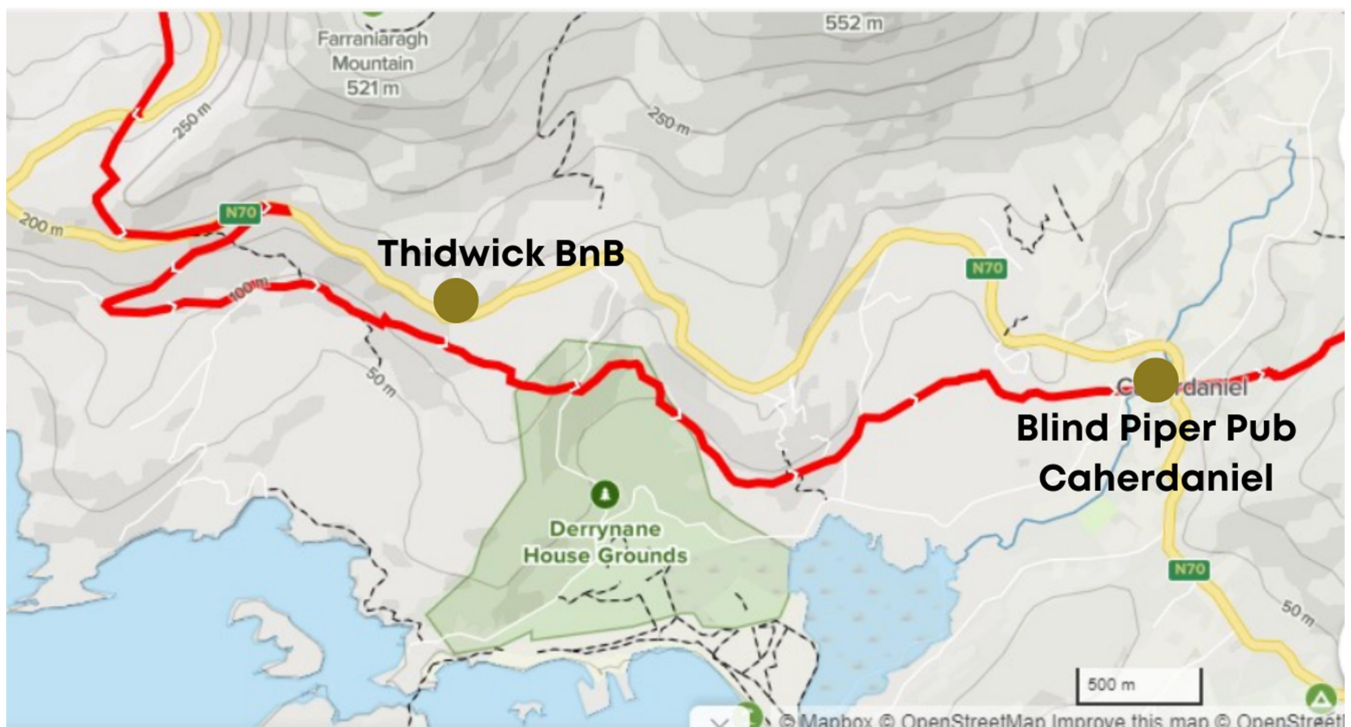 552 m
Farraniaragh
Mountain
521 m
250 m
250 m
200 m
N70
Thidwick BnB
N70
100 m
50 m
Caherdaniel
Blind Piper Pub
Caherdaniel
Derrynane
House Grounds
N70
50 m
500 m
© Mapbox © OpenStreetMap Improve this map © OpenStreetM